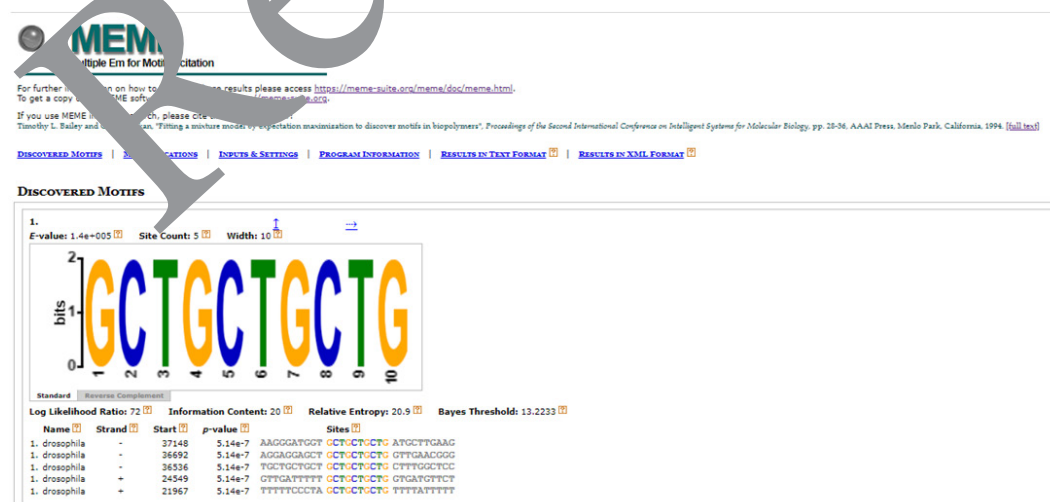 MEM
ltiple Em for Motif citation
For further on on how to results please access https://meme-suite.org/meme/doc/meme.html.
To get a copy ME softw
If you use MEME in ch, please cite
Timothy L. Bailey and an, "Fitting a mixture model by expectation maximization to discover motifs in biopolymers", Proceedings of the Second International Conference on Intelligent Systems for Molecular Biology, pp. 28-36, AAAI Press, Menlo Park, California, 1994. [full text]
DISCOVERED MOTIFS | | INPUTS & SETTINGS | PROGRAM INFORMATION | RESULTS IN TEXT FORMAT ? | RESULTS IN XML FORMAT ?
DISCOVERED MOTIFS
1. ↥ →
E-value: 1.4e+005 ? Site Count: 5 ? Width: 10 ?
2
bits
1
0
GCTGCTGCTG
1 2 3 4 5 6 7 8 9 10
Standard Reverse Complement
Log Likelihood Ratio: 72 ? Information Content: 20 ? Relative Entropy: 20.9 ? Bayes Threshold: 13.2233 ?
Name ? Strand ? Start ? p-value ? Sites ?
1. drosophila - 37148 5.14e-7 AAGGGATGGT GCTGCTGCTG ATGCTTGAAG
1. drosophila - 36692 5.14e-7 AGGAGGAGCT GCTGCTGCTG GTTGAACGGG
1. drosophila - 36536 5.14e-7 TGCTGCTGCT GCTGCTGCTG CTTTGGCTCC
1. drosophila + 24549 5.14e-7 GTTGATTTTT GCTGCTGCTG GTGATGTTCT
1. drosophila + 21967 5.14e-7 TTTTTCCCTA GCTGCTGCTG TTTTATTTTT